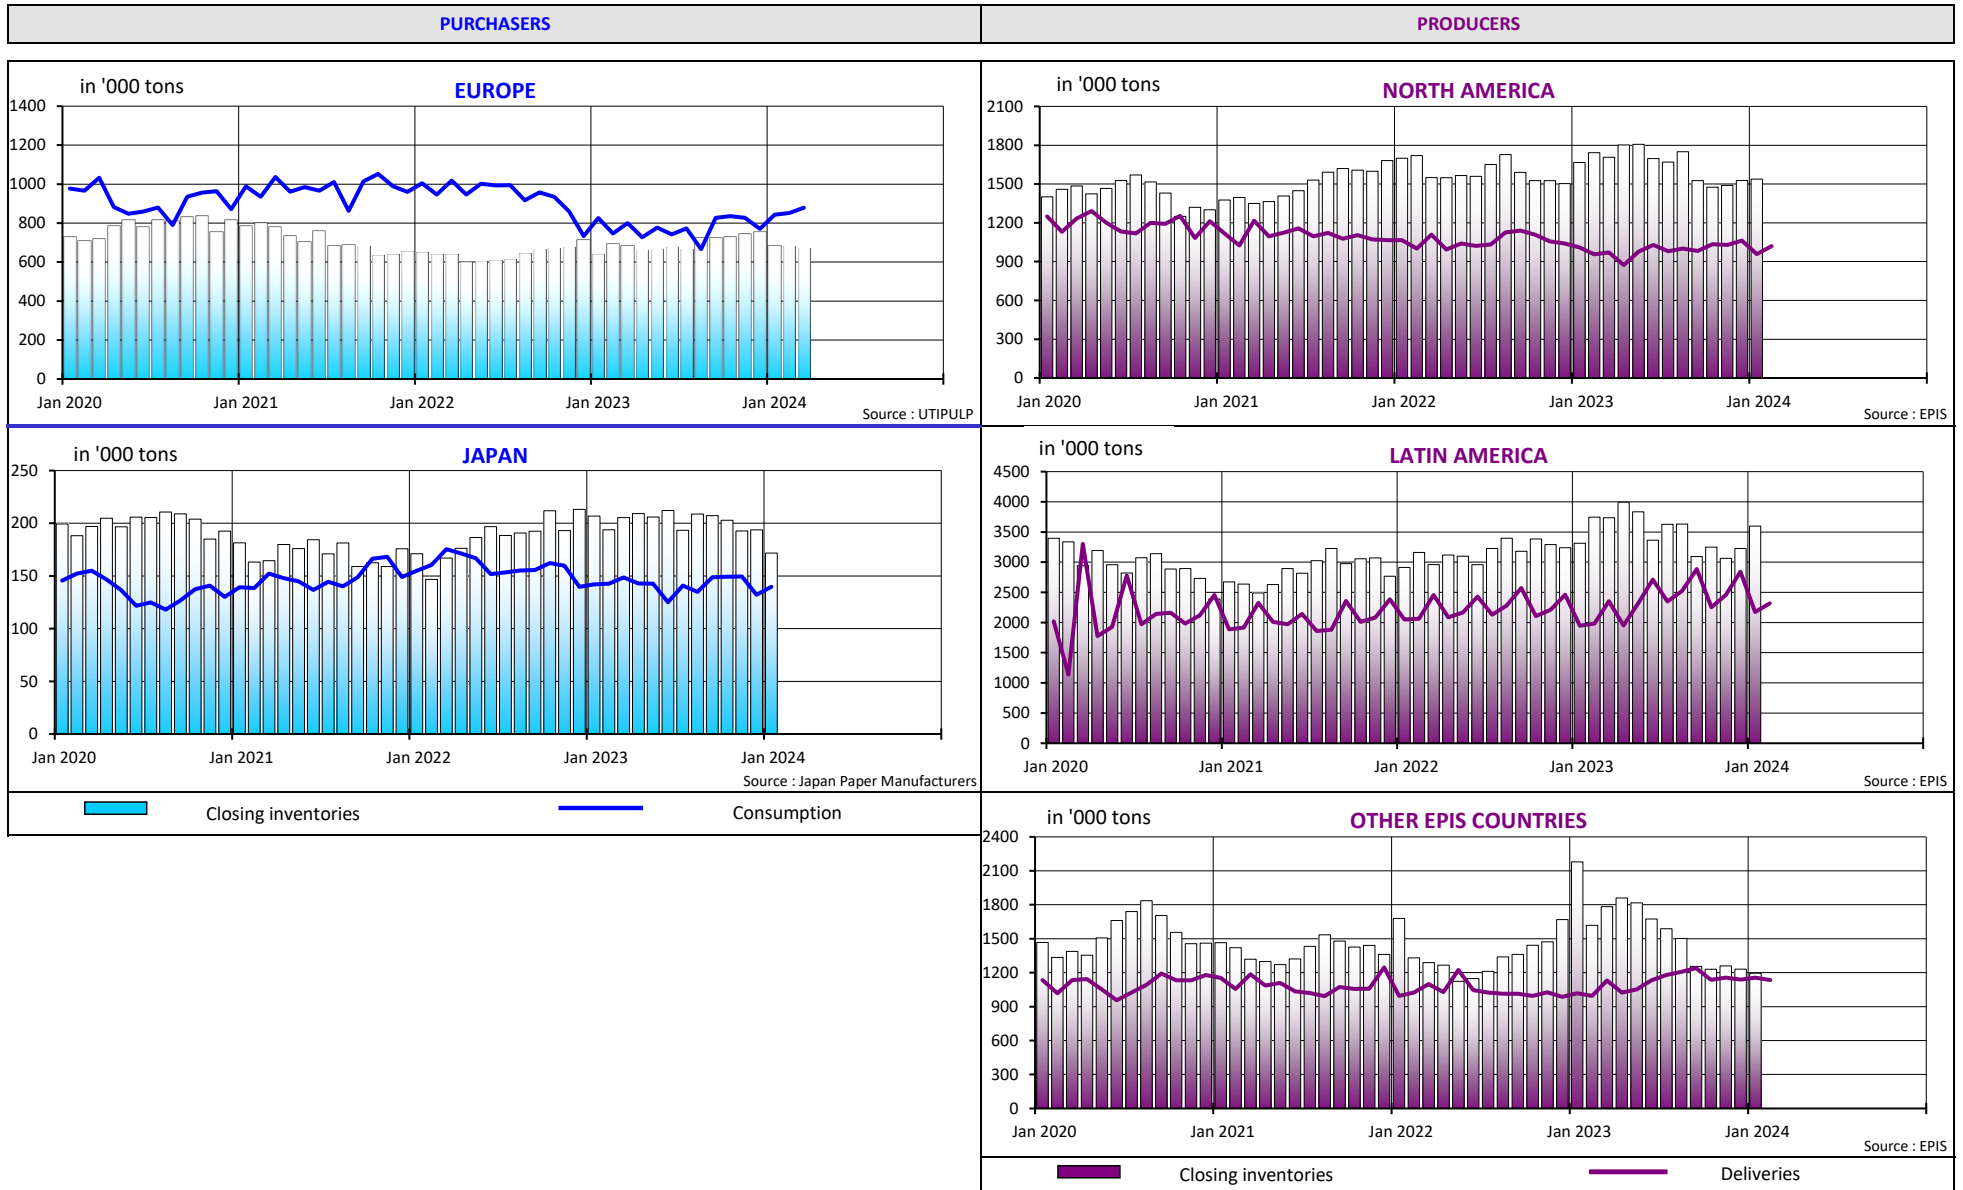 PURCHASERS
PRODUCERS
in '000 tons
EUROPE
1400
1200
1000
800
600
400
200
0
Jan 2020 Jan 2021 Jan 2022 Jan 2023 Jan 2024
Source : UTIPULP
in '000 tons
JAPAN
250
200
150
100
50
0
Jan 2020 Jan 2021 Jan 2022 Jan 2023 Jan 2024
Source : Japan Paper Manufacturers
Closing inventories Consumption
in '000 tons
NORTH AMERICA
2100
1800
1500
1200
900
600
300
0
Jan 2020 Jan 2021 Jan 2022 Jan 2023 Jan 2024
Source : EPIS
in '000 tons
LATIN AMERICA
4500
4000
3500
3000
2500
2000
1500
1000
500
0
Jan 2020 Jan 2021 Jan 2022 Jan 2023 Jan 2024
Source : EPIS
in '000 tons
OTHER EPIS COUNTRIES
2400
2100
1800
1500
1200
900
600
300
0
Jan 2020 Jan 2021 Jan 2022 Jan 2023 Jan 2024
Source : EPIS
Closing inventories Deliveries